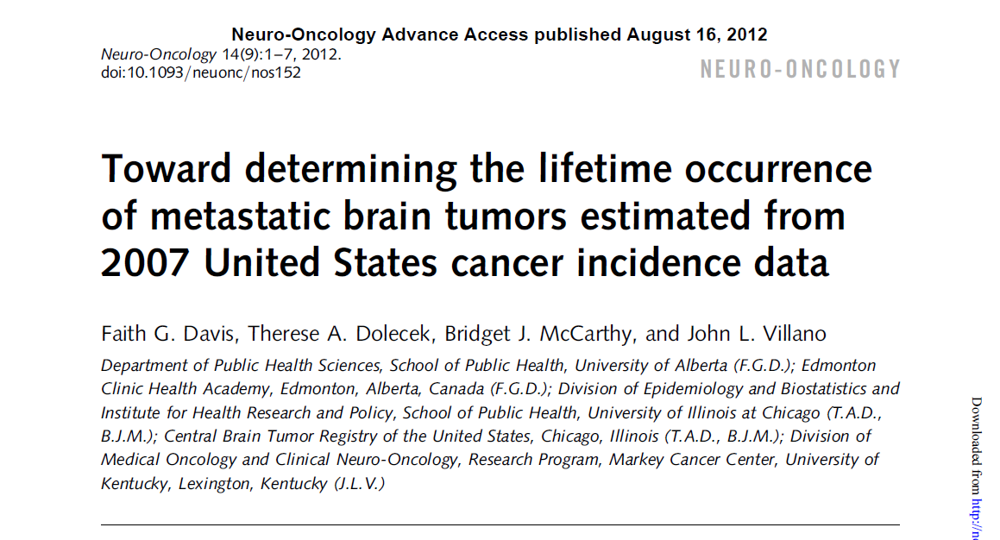 Neuro-Oncology Advance Access published August 16, 2012
Neuro-Oncology 14(9):1–7, 2012.
doi:10.1093/neuonc/nos152
NEURO-ONCOLOGY
Toward determining the lifetime occurrence
of metastatic brain tumors estimated from
2007 United States cancer incidence data
Faith G. Davis, Therese A. Dolecek, Bridget J. McCarthy, and John L. Villano
Department of Public Health Sciences, School of Public Health, University of Alberta (F.G.D.); Edmonton
Clinic Health Academy, Edmonton, Alberta, Canada (F.G.D.); Division of Epidemiology and Biostatistics and
Institute for Health Research and Policy, School of Public Health, University of Illinois at Chicago (T.A.D.,
B.J.M.); Central Brain Tumor Registry of the United States, Chicago, Illinois (T.A.D., B.J.M.); Division of
Medical Oncology and Clinical Neuro-Oncology, Research Program, Markey Cancer Center, University of
Kentucky, Lexington, Kentucky (J.L.V.)
Downloaded from http://n